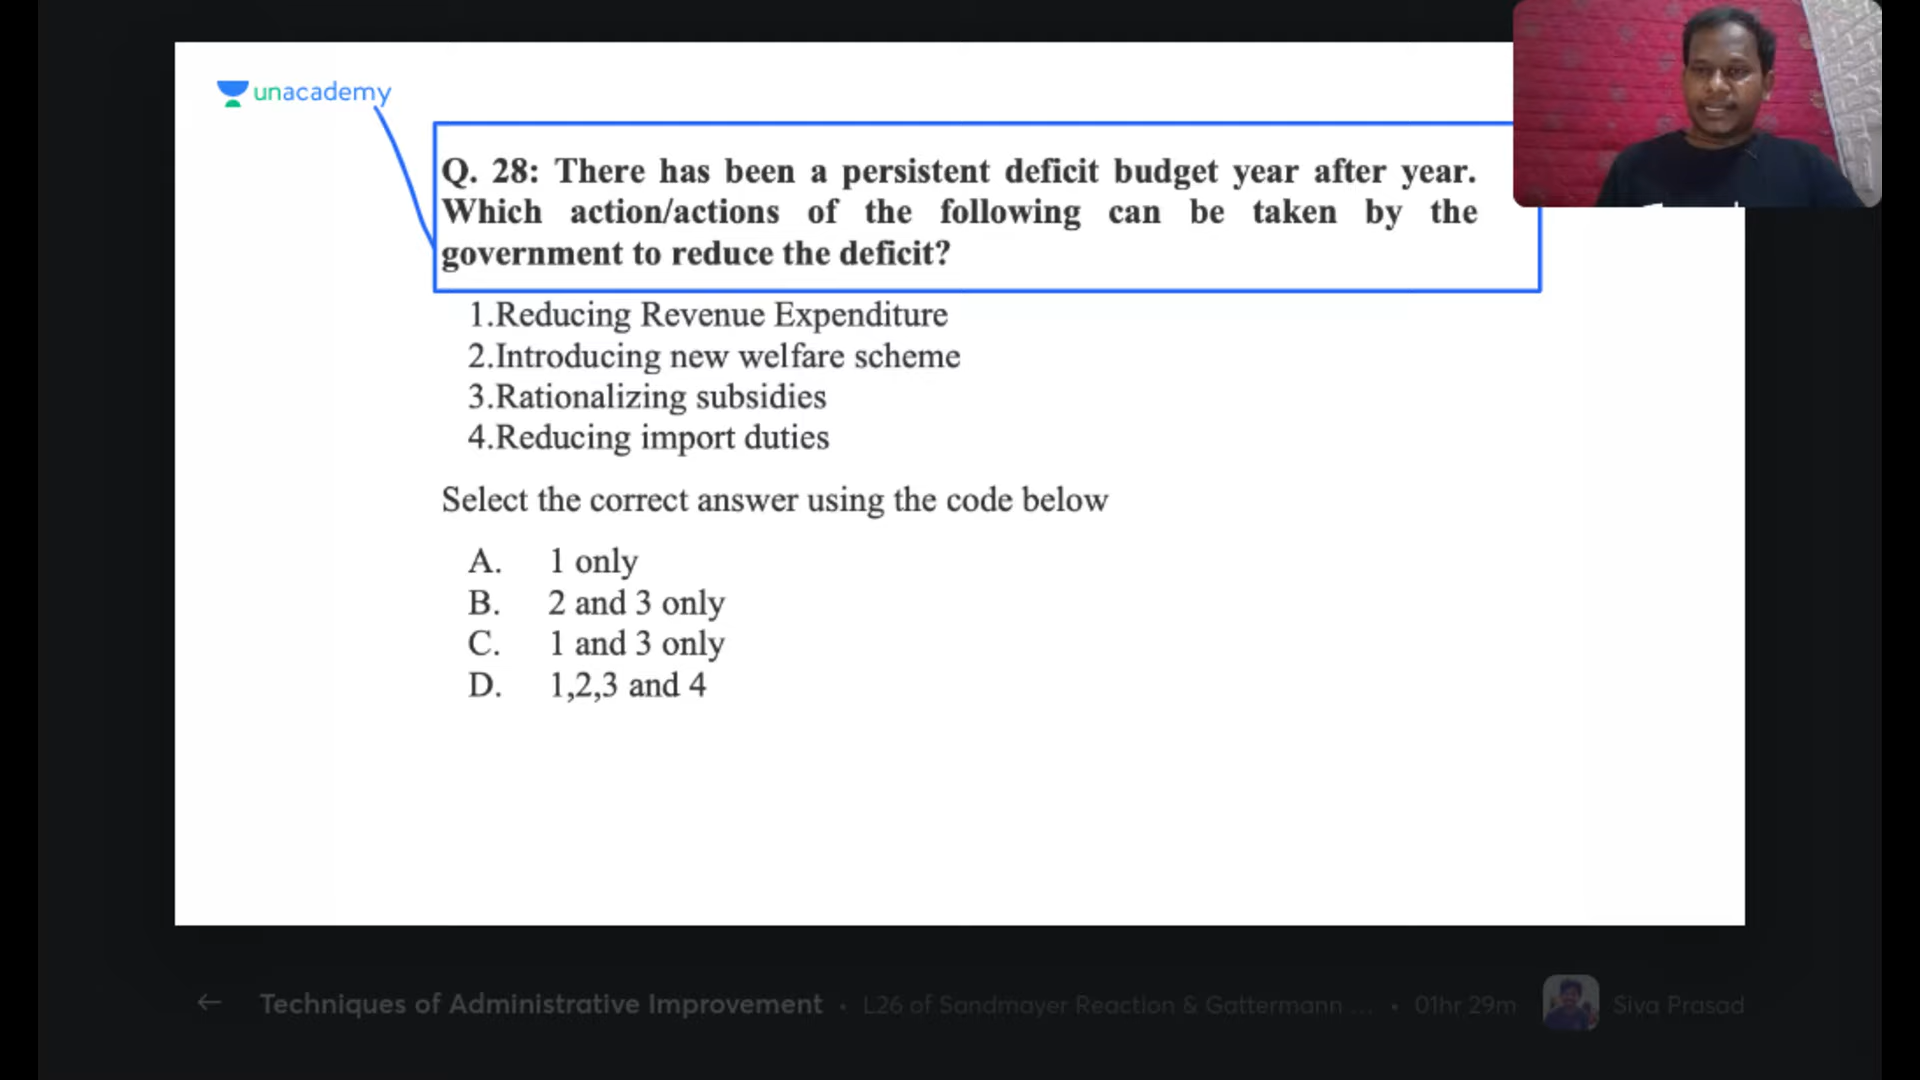 unacademy
Q. 28: There has been a persistent deficit budget year after year.
Which action/actions of the following can be taken by the
government to reduce the deficit?
1.Reducing Revenue Expenditure
2.Introducing new welfare scheme
3.Rationalizing subsidies
4.Reducing import duties
Select the correct answer using the code below
A. 1 only
B. 2 and 3 only
C. 1 and 3 only
D. 1,2,3 and 4
← Techniques of Administrative Improvement • L26 of Sandmayer Reaction & Gattermann ... • 01hr 29m Siva Prasad